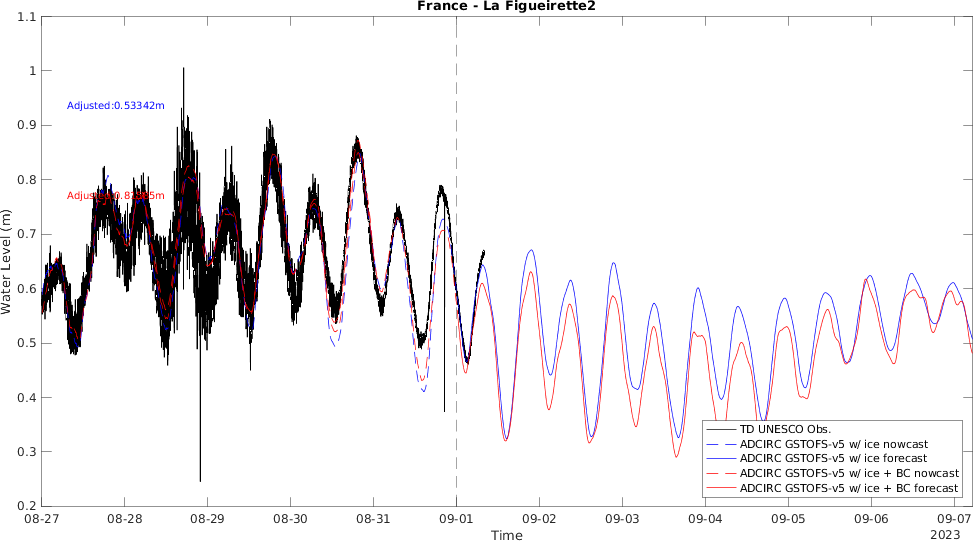 France - La Figueirette2
1.1
1
0.9
0.8
0.7
0.6
0.5
0.4
0.3
0.2
Water Level (m)
Adjusted:0.53342m
08-27
08-28
08-29
08-30
08-31
09-01
09-02
09-03
09-04
09-05
09-06
09-07
2023
Time
TD UNESCO Obs.
ADCIRC GSTOFS-v5 w/ ice nowcast
ADCIRC GSTOFS-v5 w/ ice forecast
ADCIRC GSTOFS-v5 w/ ice + BC nowcast
ADCIRC GSTOFS-v5 w/ ice + BC forecast